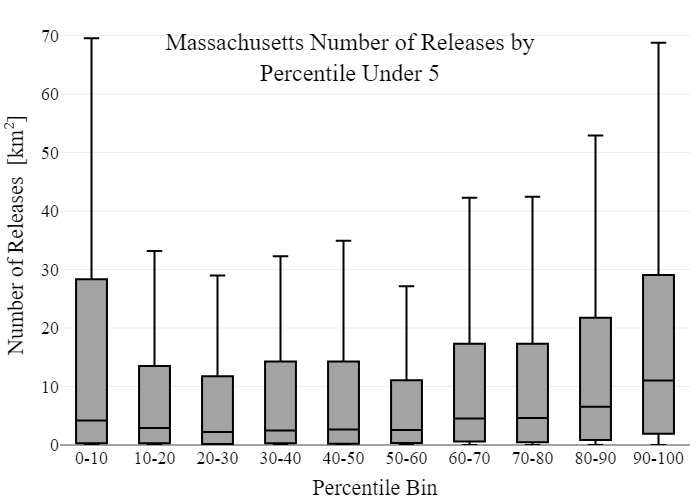 Massachusetts Number of Releases by
Percentile Under 5
Number of Releases [km²]
70
60
50
40
30
20
10
0
0-10 10-20 20-30 30-40 40-50 50-60 60-70 70-80 80-90 90-100
Percentile Bin